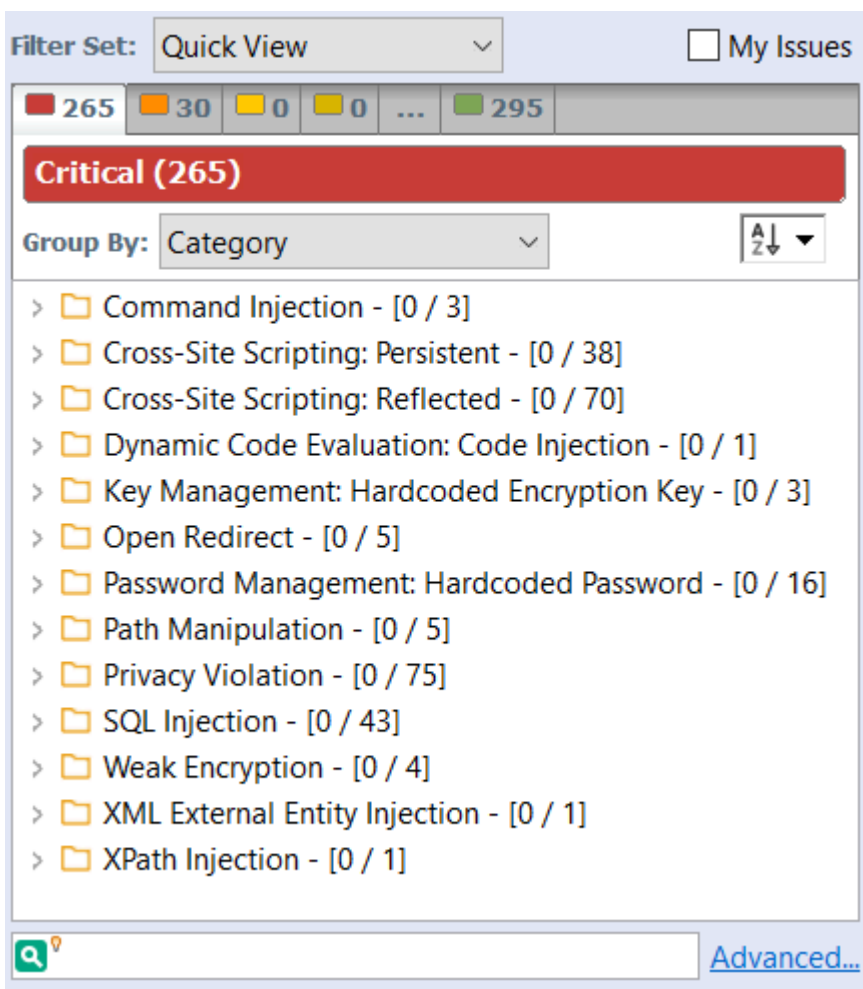 Filter Set: Quick View My Issues
265 30 0 0 ... 295
Critical (265)
Group By: Category
Command Injection - [0 / 3]
Cross-Site Scripting: Persistent - [0 / 38]
Cross-Site Scripting: Reflected - [0 / 70]
Dynamic Code Evaluation: Code Injection - [0 / 1]
Key Management: Hardcoded Encryption Key - [0 / 3]
Open Redirect - [0 / 5]
Password Management: Hardcoded Password - [0 / 16]
Path Manipulation - [0 / 5]
Privacy Violation - [0 / 75]
SQL Injection - [0 / 43]
Weak Encryption - [0 / 4]
XML External Entity Injection - [0 / 1]
XPath Injection - [0 / 1]
Advanced...